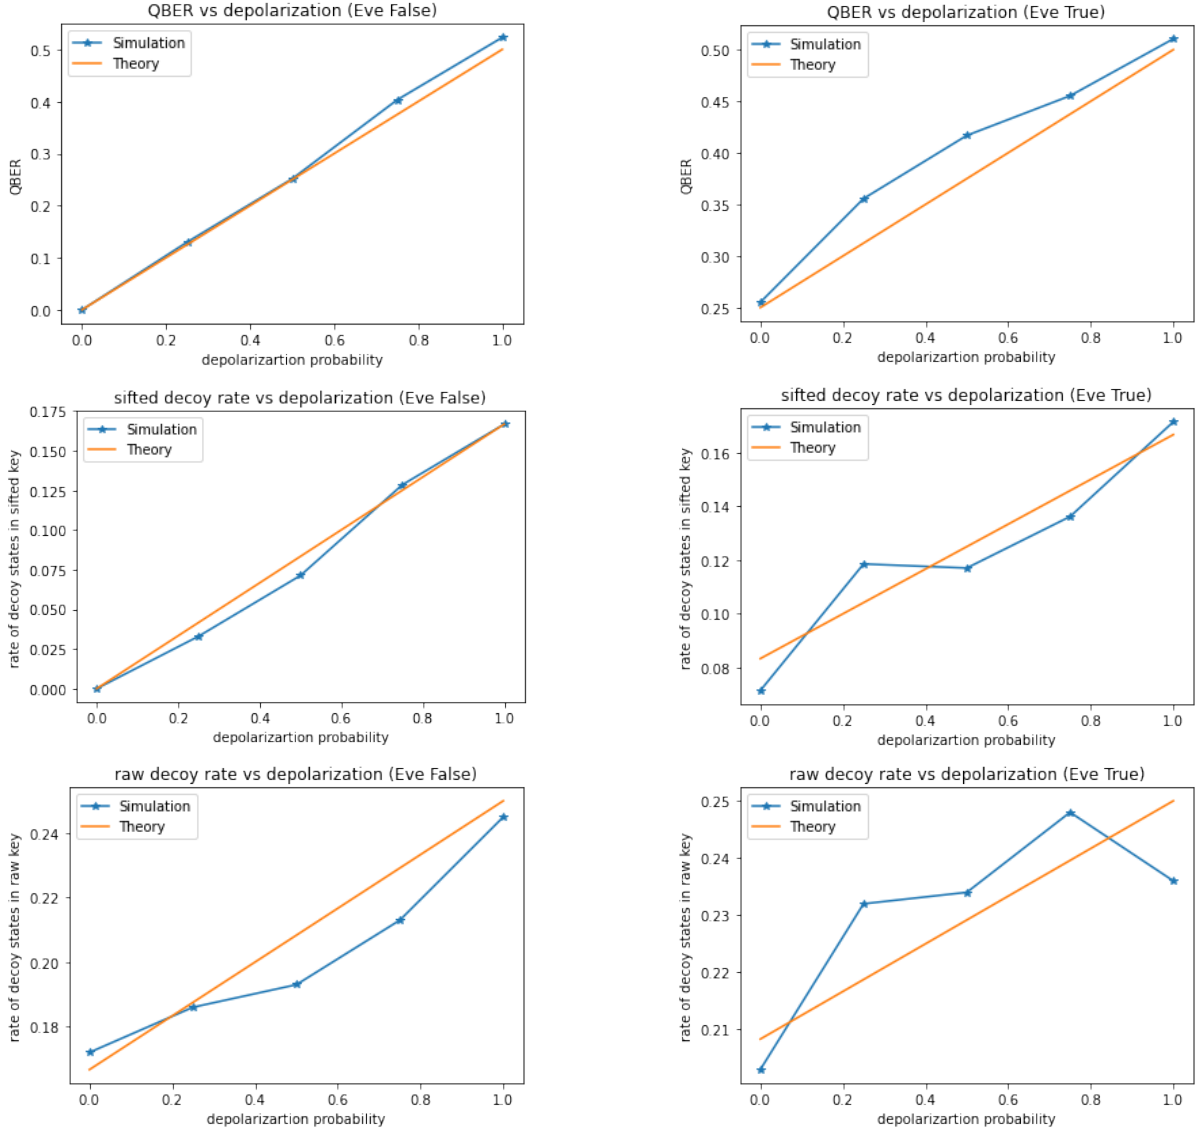 QBER vs depolarization (Eve False)
Simulation
Theory
QBER
0.5
0.4
0.3
0.2
0.1
0.0
0.0 0.2 0.4 0.6 0.8 1.0
depolarizartion probability
QBER vs depolarization (Eve True)
Simulation
Theory
QBER
0.50
0.45
0.40
0.35
0.30
0.25
0.0 0.2 0.4 0.6 0.8 1.0
depolarizartion probability
sifted decoy rate vs depolarization (Eve False)
Simulation
Theory
rate of decoy states in sifted key
0.175
0.150
0.125
0.100
0.075
0.050
0.025
0.000
0.0 0.2 0.4 0.6 0.8 1.0
depolarizartion probability
sifted decoy rate vs depolarization (Eve True)
Simulation
Theory
rate of decoy states in sifted key
0.16
0.14
0.12
0.10
0.08
0.0 0.2 0.4 0.6 0.8 1.0
depolarizartion probability
raw decoy rate vs depolarization (Eve False)
Simulation
Theory
rate of decoy states in raw key
0.24
0.22
0.20
0.18
0.0 0.2 0.4 0.6 0.8 1.0
depolarizartion probability
raw decoy rate vs depolarization (Eve True)
Simulation
Theory
rate of decoy states in raw key
0.25
0.24
0.23
0.22
0.21
0.0 0.2 0.4 0.6 0.8 1.0
depolarizartion probability